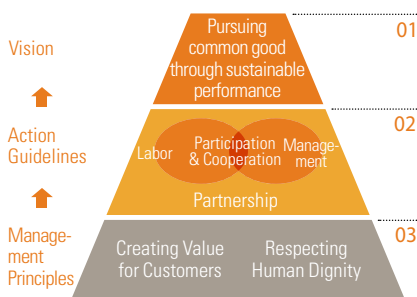 Vision
Action
Guidelines
Manage-
ment
Principles
Pursuing
common good
through sustainable
performance
01
Labor
Participation
& Cooperation
Manage-
ment
Partnership
02
Creating Value
for Customers
Respecting
Human Dignity
03